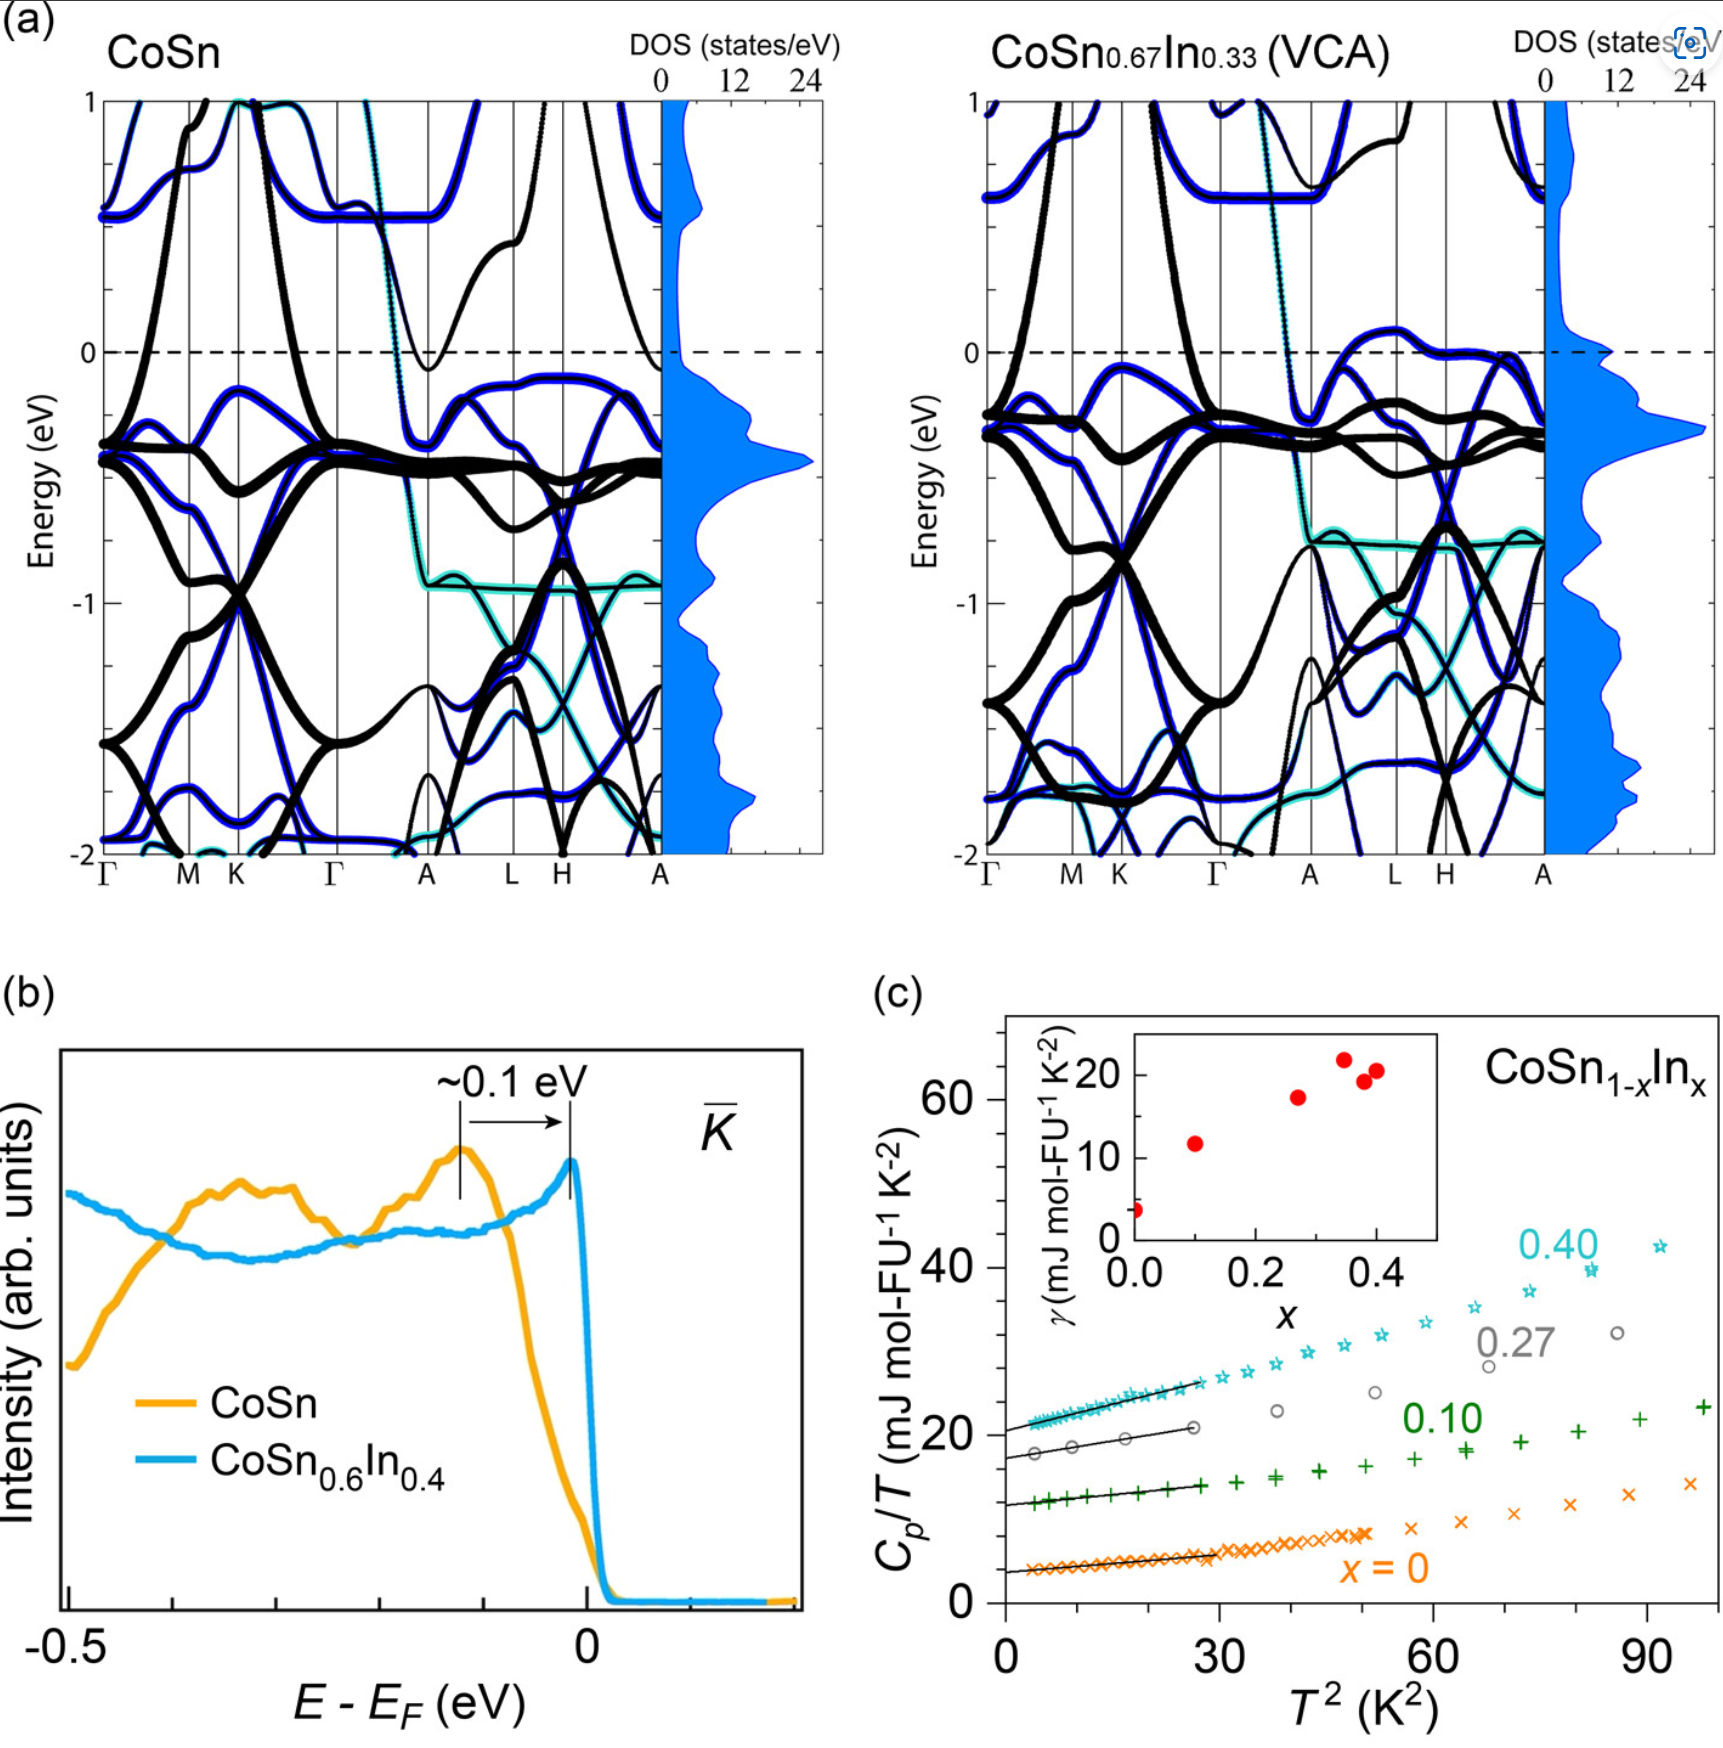 (a)
CoSn
DOS (states/eV)
0 12 24
1
0
-1
-2
Energy (eV)
Γ M K Γ A L H A
CoSn0.67In0.33 (VCA)
DOS (states/eV
0 12 24
1
0
-1
-2
Energy (eV)
Γ M K Γ A L H A
(b)
~0.1 eV
K̅
Intensity (arb. units)
CoSn
CoSn0.6In0.4
-0.5 0
E - EF (eV)
(c)
CoSn1-xInx
γ (mJ mol-FU-1 K-2)
20
10
0
0.0 0.2 0.4
x
Cp/T (mJ mol-FU-1 K-2)
60
40
20
0
0.40
0.27
0.10
x = 0
0 30 60 90
T 2 (K2)